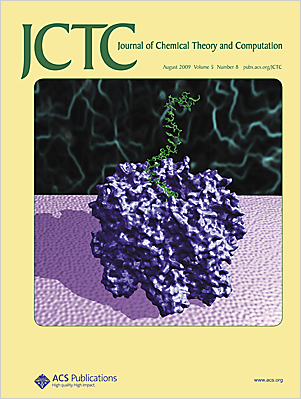 JCTC
Journal of Chemical Theory and Computation
August 2009 Volume 5 Number 8 pubs.acs.org/JCTC
ACS Publications
High quality. High impact.
www.acs.org